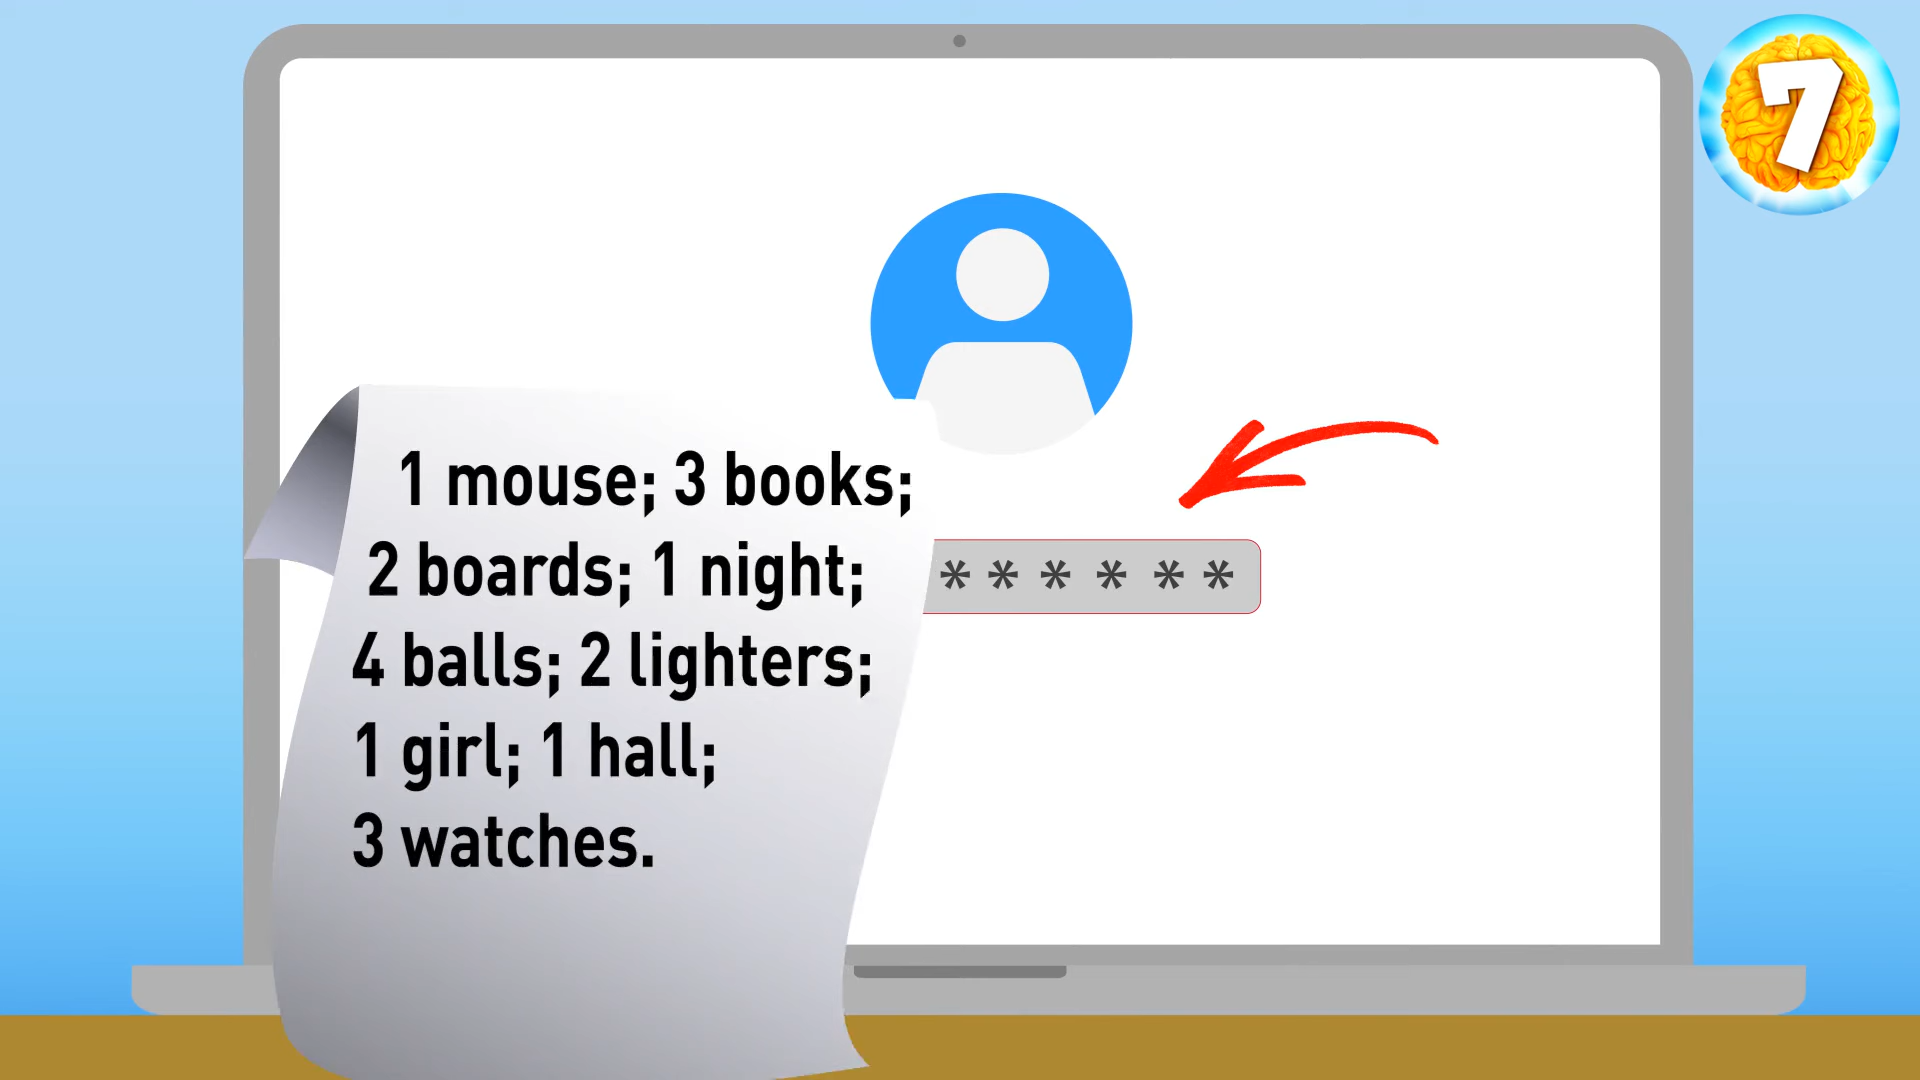 7
1 mouse; 3 books;
2 boards; 1 night;
4 balls; 2 lighters;
1 girl; 1 hall;
3 watches.
* * * * * *